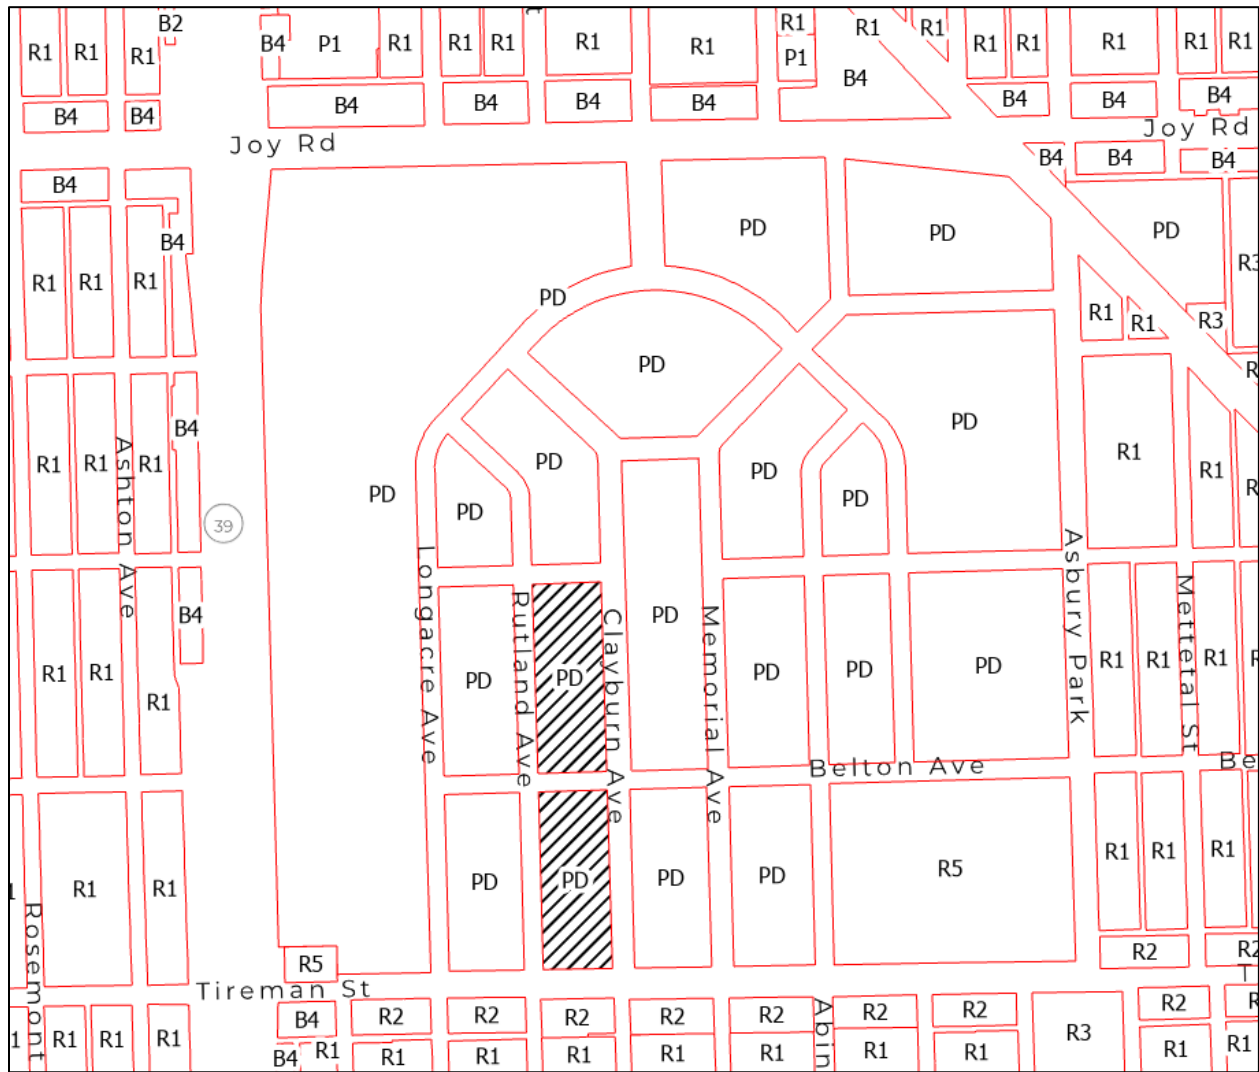 B2
R1 R1 R1 B4 P1 R1 R1 R1 R1 R1 R1 R1 R1 R1 R1 R1 R1 R1
P1
B4 B4 B4 B4 B4 B4 B4 B4 B4 B4
Joy Rd Joy Rd
B4 B4 B4 B4
PD PD PD
R1 R1 R1 B4 R3
PD
R1 R1 R3
PD
PD
B4
R1 R1 R1 PD PD R1 R1
PD PD PD
Ashton Ave
39
Longacre Ave
Rutland Ave
Clayburn Ave
Memorial Ave
Asbury Park
Mettetal St
B4 PD
R1 R1 R1 PD PD PD PD PD R1 R1 R1
Belton Ave Be
R1 R1 PD PD PD PD R5 R1 R1 R1
Rosemont
R5 R2 R2
Tireman St T
B4 R2 R2 R2 R2 R2 R2 R2 R2
Abin
R3
R1 R1 R1 B4 R1 R1 R1 R1 R1 R1 R1 R1 R1 R1